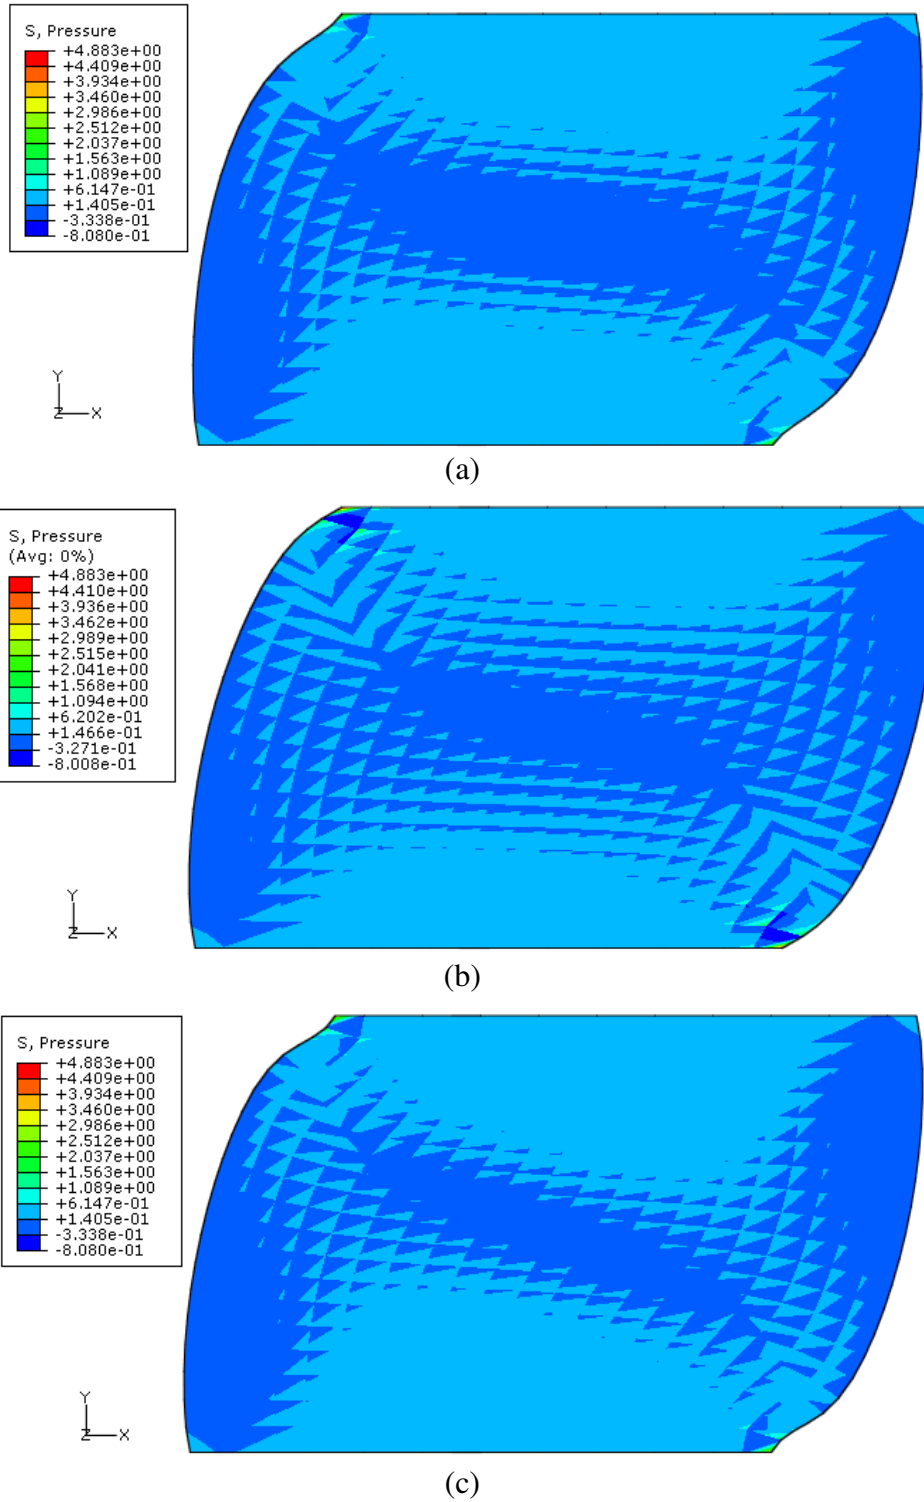 S, Pressure
+4.883e+00
+4.409e+00
+3.934e+00
+3.460e+00
+2.986e+00
+2.512e+00
+2.037e+00
+1.563e+00
+1.089e+00
+6.147e-01
+1.405e-01
-3.338e-01
-8.080e-01
Y
Z X
(a)
S, Pressure
(Avg: 0%)
+4.883e+00
+4.410e+00
+3.936e+00
+3.462e+00
+2.989e+00
+2.515e+00
+2.041e+00
+1.568e+00
+1.094e+00
+6.202e-01
+1.466e-01
-3.271e-01
-8.008e-01
Y
Z X
(b)
S, Pressure
+4.883e+00
+4.409e+00
+3.934e+00
+3.460e+00
+2.986e+00
+2.512e+00
+2.037e+00
+1.563e+00
+1.089e+00
+6.147e-01
+1.405e-01
-3.338e-01
-8.080e-01
Y
Z X
(c)